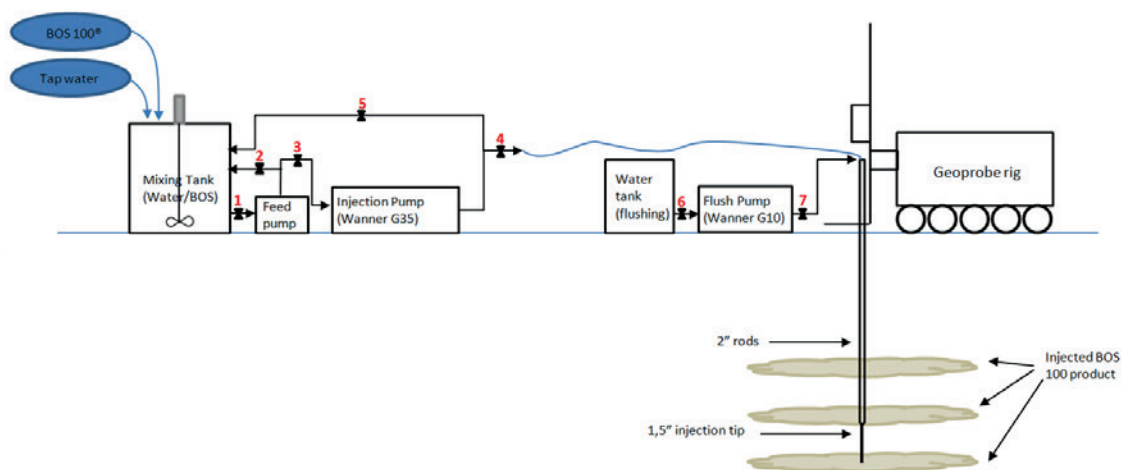 BOS 100®
Tap water
5
4
2
3
Mixing Tank
(Water/BOS)
1
Feed
pump
Injection Pump
(Wanner G35)
Water
tank
(flushing)
6
Flush Pump
(Wanner G10)
7
Geoprobe rig
2” rods
Injected BOS
100 product
1,5” injection tip